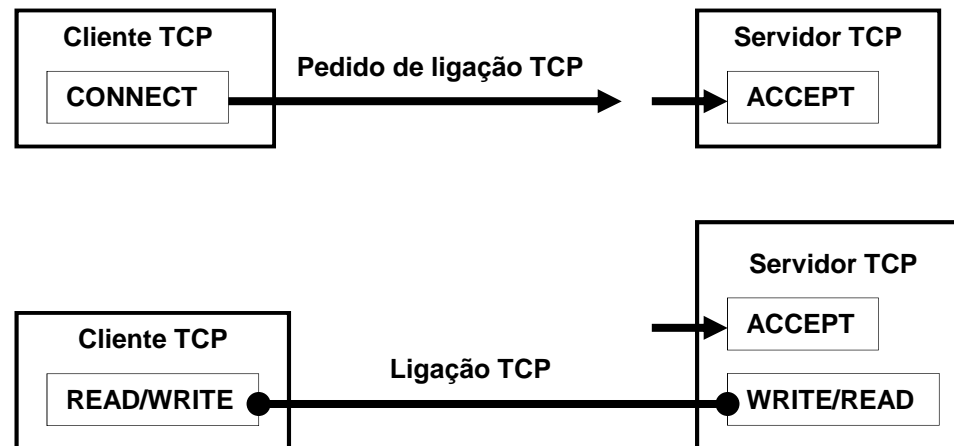 Cliente TCP
Servidor TCP
Pedido de ligação TCP
CONNECT
ACCEPT
Servidor TCP
ACCEPT
Cliente TCP
Ligação TCP
READ/WRITE
WRITE/READ